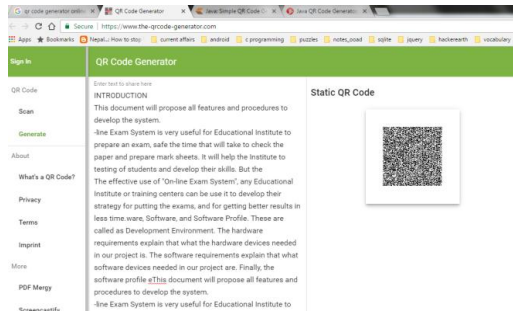 qr code generator onlin
QR Code Generator
Java: Simple QR Code G
Java QR Code Generator
Secure | https://www.the-qrcode-generator.com
Apps
Bookmarks
Nepal... How to stop
current affairs
android
c programming
puzzles
notes_ooad
sqlite
jquery
hackerearth
vocabulary
Sign In
QR Code Generator
QR Code
Scan
Generate
About
What's a QR Code?
Privacy
Terms
Imprint
More
PDF Mergy
Screencastify
Enter text to share here
INTRODUCTION
This document will propose all features and procedures to
develop the system.
-line Exam System is very useful for Educational Institute to
prepare an exam, safe the time that will take to check the
paper and prepare mark sheets. It will help the Institute to
testing of students and develop their skills. But the
The effective use of "On-line Exam System", any Educational
Institute or training centers can be use it to develop their
strategy for putting the exams, and for getting better results in
less time.ware, Software, and Software Profile. These are
called as Development Environment. The hardware
requirements explain that what the hardware devices needed
in our project is. The software requirements explain that what
software devices needed in our project are. Finally, the
software profile eThis document will propose all features and
procedures to develop the system.
-line Exam System is very useful for Educational Institute to
Static QR Code